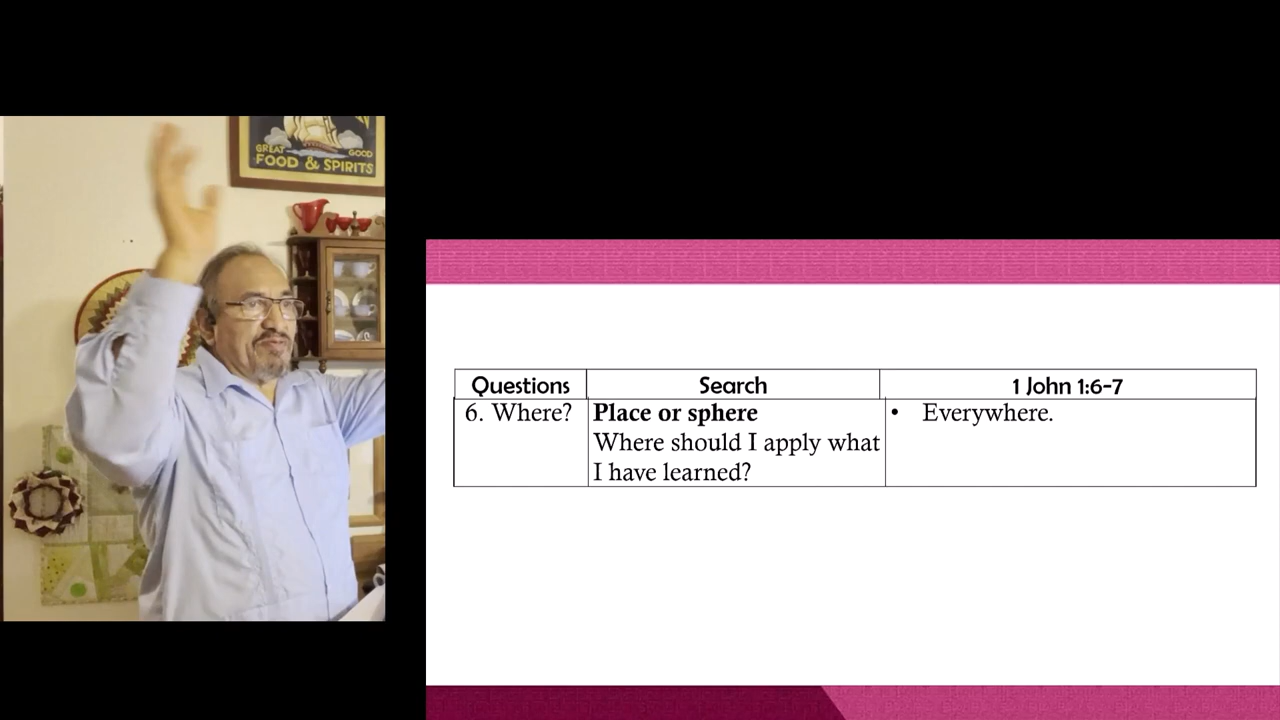 GREAT GOOD
FOOD & SPIRITS
Questions Search 1 John 1:6-7
6. Where? Place or sphere • Everywhere.
Where should I apply what
I have learned?